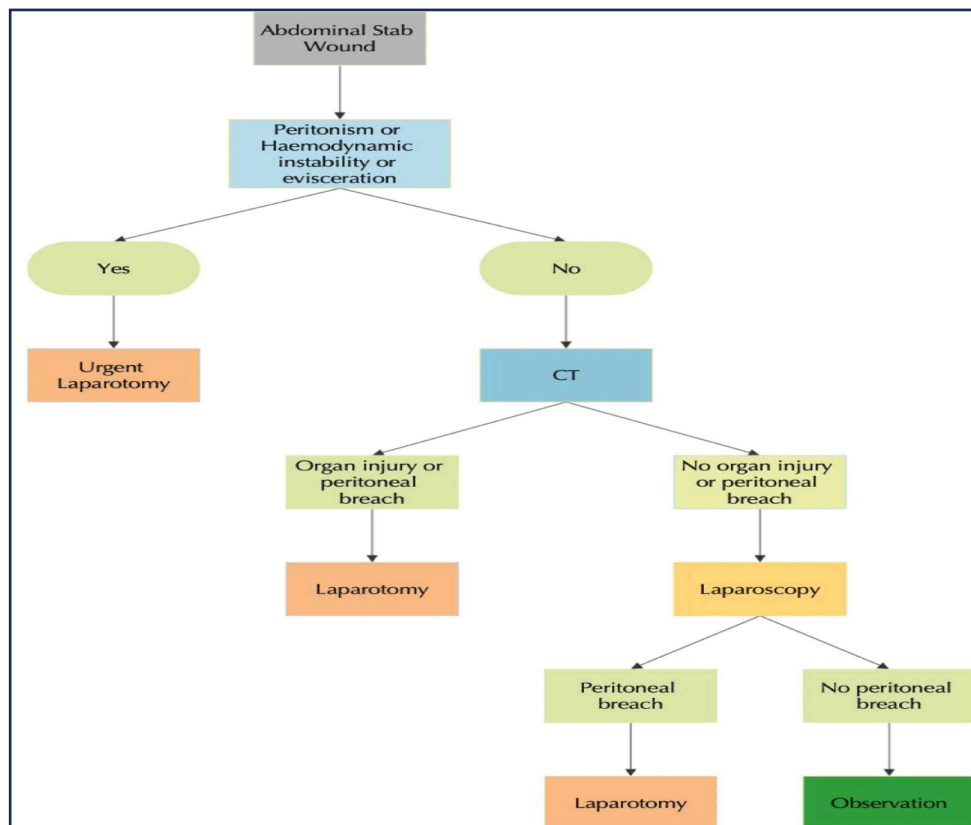 Abdominal Stab
Wound
Peritonism or
Haemodynamic
instability or
evisceration
Yes
No
Urgent
Laparotomy
CT
Organ injury or
peritoneal
breach
No organ injury
or peritoneal
breach
Laparotomy
Laparoscopy
Peritoneal
breach
No peritoneal
breach
Laparotomy
Observation